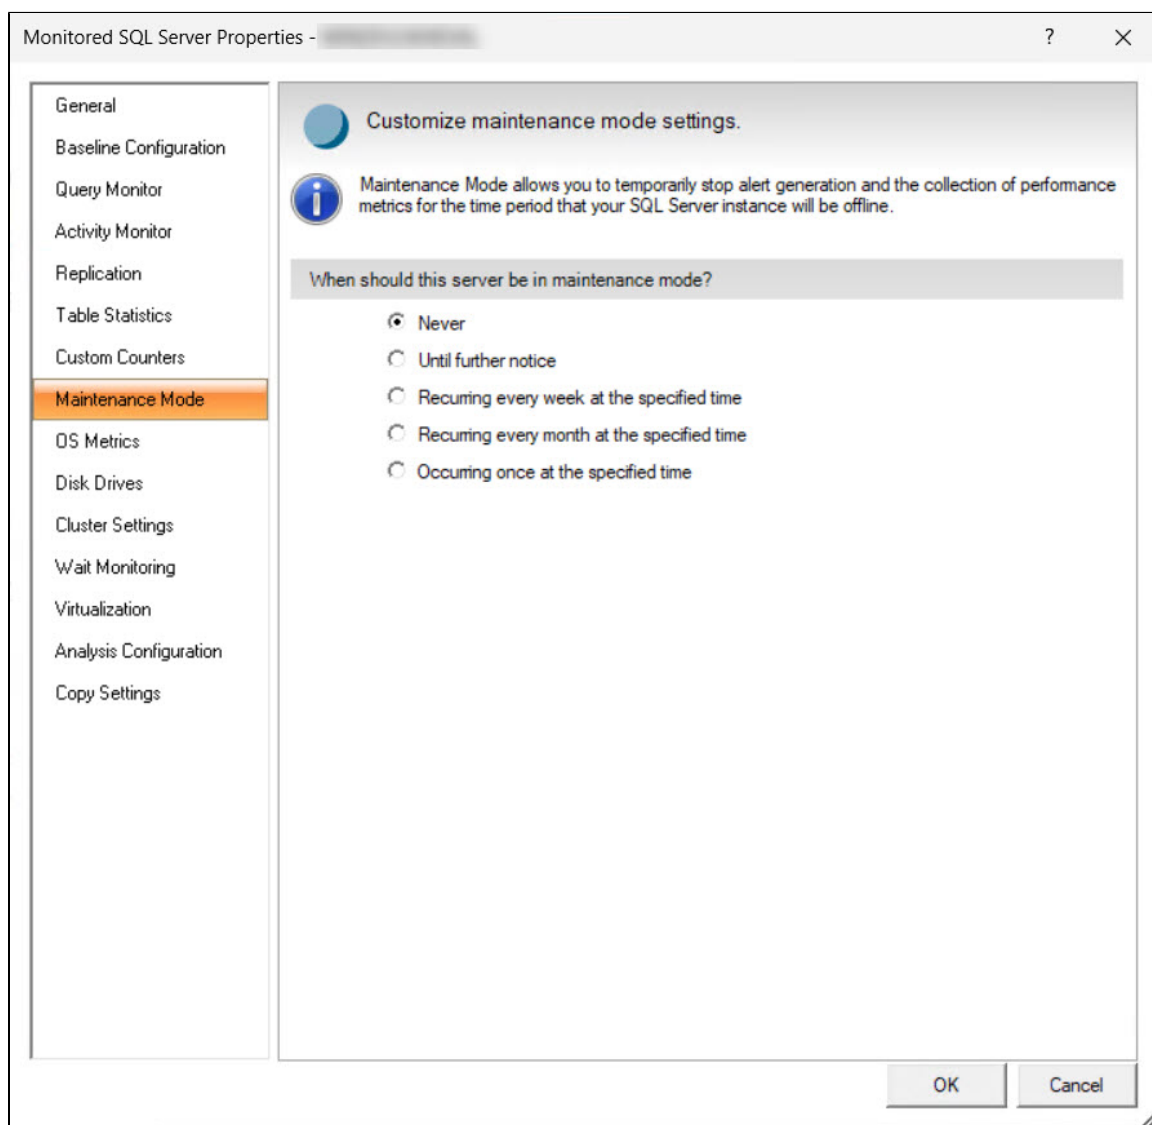 Monitored SQL Server Properties -
?
General
Baseline Configuration
Query Monitor
Activity Monitor
Replication
Table Statistics
Custom Counters
Maintenance Mode
OS Metrics
Disk Drives
Cluster Settings
Wait Monitoring
Virtualization
Analysis Configuration
Copy Settings
Customize maintenance mode settings.
Maintenance Mode allows you to temporarily stop alert generation and the collection of performance
metrics for the time period that your SQL Server instance will be offline.
When should this server be in maintenance mode?
Never
Until further notice
Recurring every week at the specified time
Recurring every month at the specified time
Occurring once at the specified time
OK
Cancel